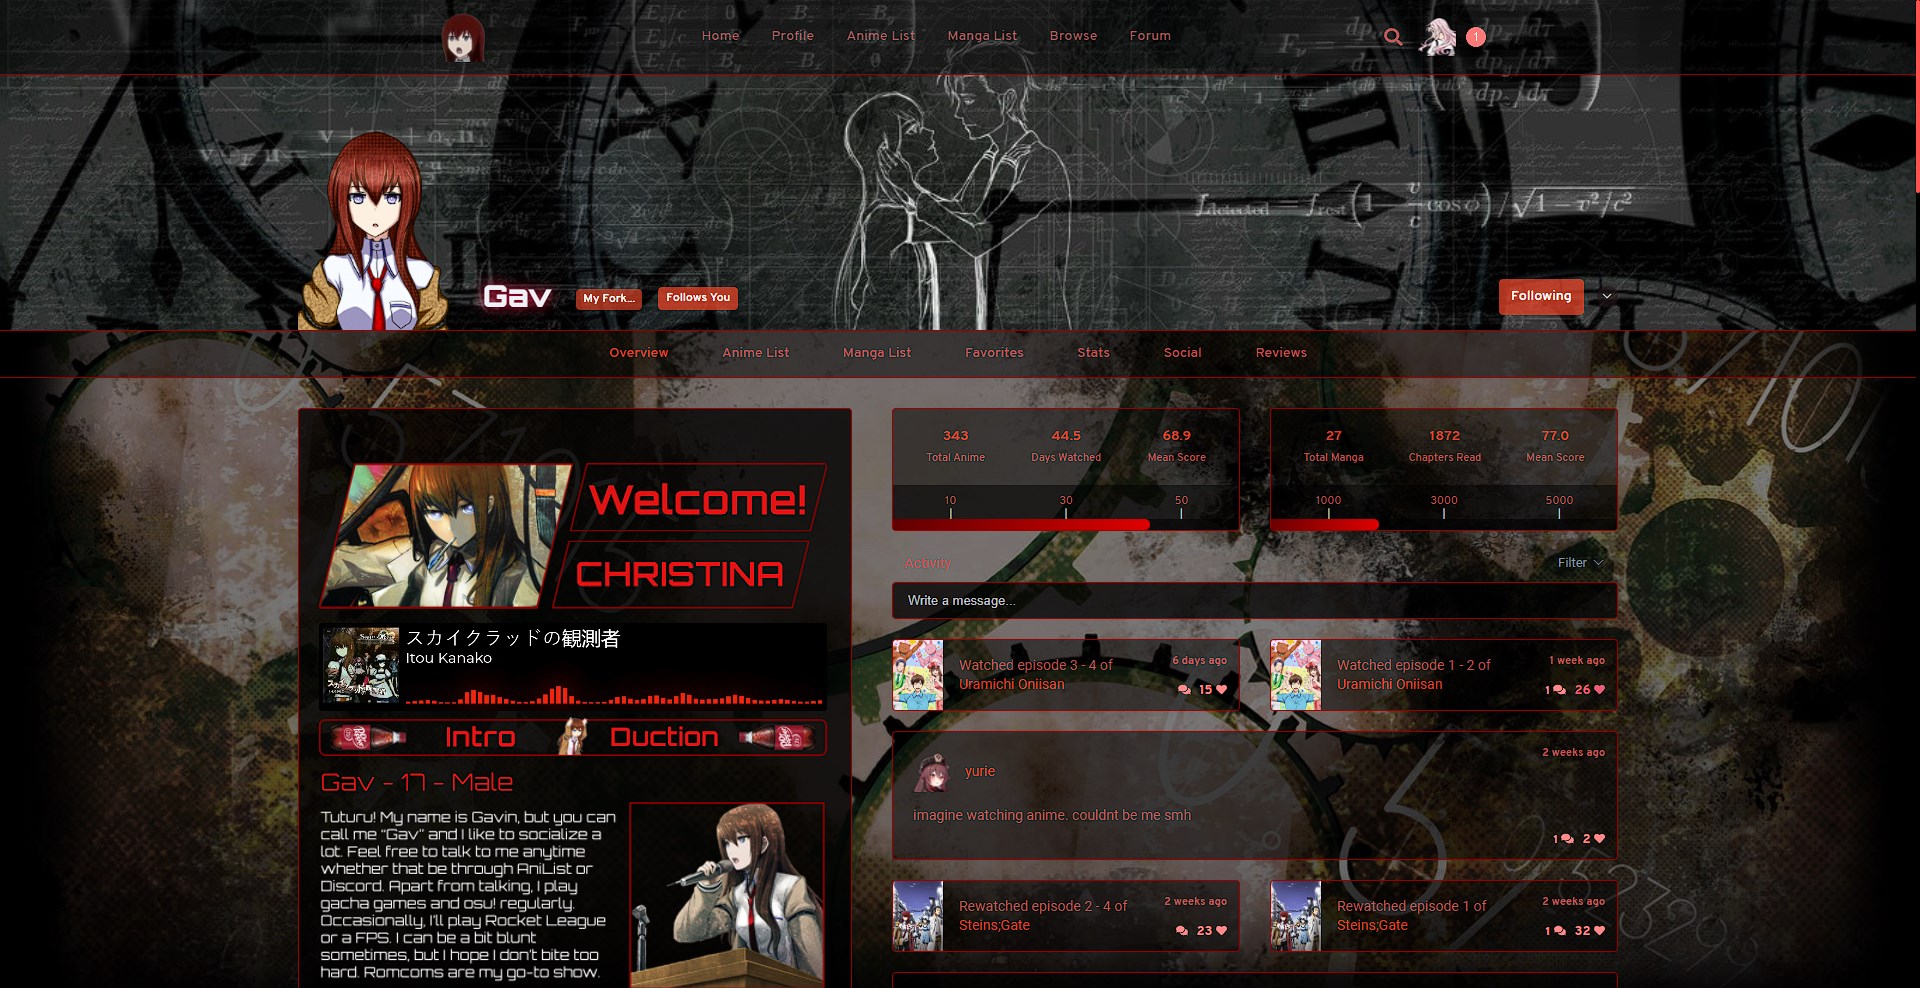 Home Profile Anime List Manga List Browse Forum
1
Gav My Fork... Follows You
Following
Overview Anime List Manga List Favorites Stats Social Reviews
Welcome!
CHRISTINA
スカイクラッドの観測者
Itou Kanako
Intro Duction
Gav - 17 - Male
Tuturu! My name is Gavin, but you can
call me “Gav” and I like to socialize a
lot. Feel free to talk to me anytime
whether that be through AniList or
Discord. Apart from talking, I play
gacha games and osu! regularly.
Occasionally, I'll play Rocket League
or a FPS. I can be a bit blunt
sometimes, but I hope I don't bite too
hard. Romcoms are my go-to show.
343 44.5 68.9
Total Anime Days Watched Mean Score
10 30 50
27 1872 77.0
Total Manga Chapters Read Mean Score
1000 3000 5000
Activity Filter
Write a message...
Watched episode 3 - 4 of
Uramichi Oniisan
6 days ago
15
Watched episode 1 - 2 of
Uramichi Oniisan
1 week ago
1 26
yurie
2 weeks ago
imagine watching anime. couldnt be me smh
1 2
Rewatched episode 2 - 4 of
Steins;Gate
2 weeks ago
23
Rewatched episode 1 of
Steins;Gate
2 weeks ago
1 32